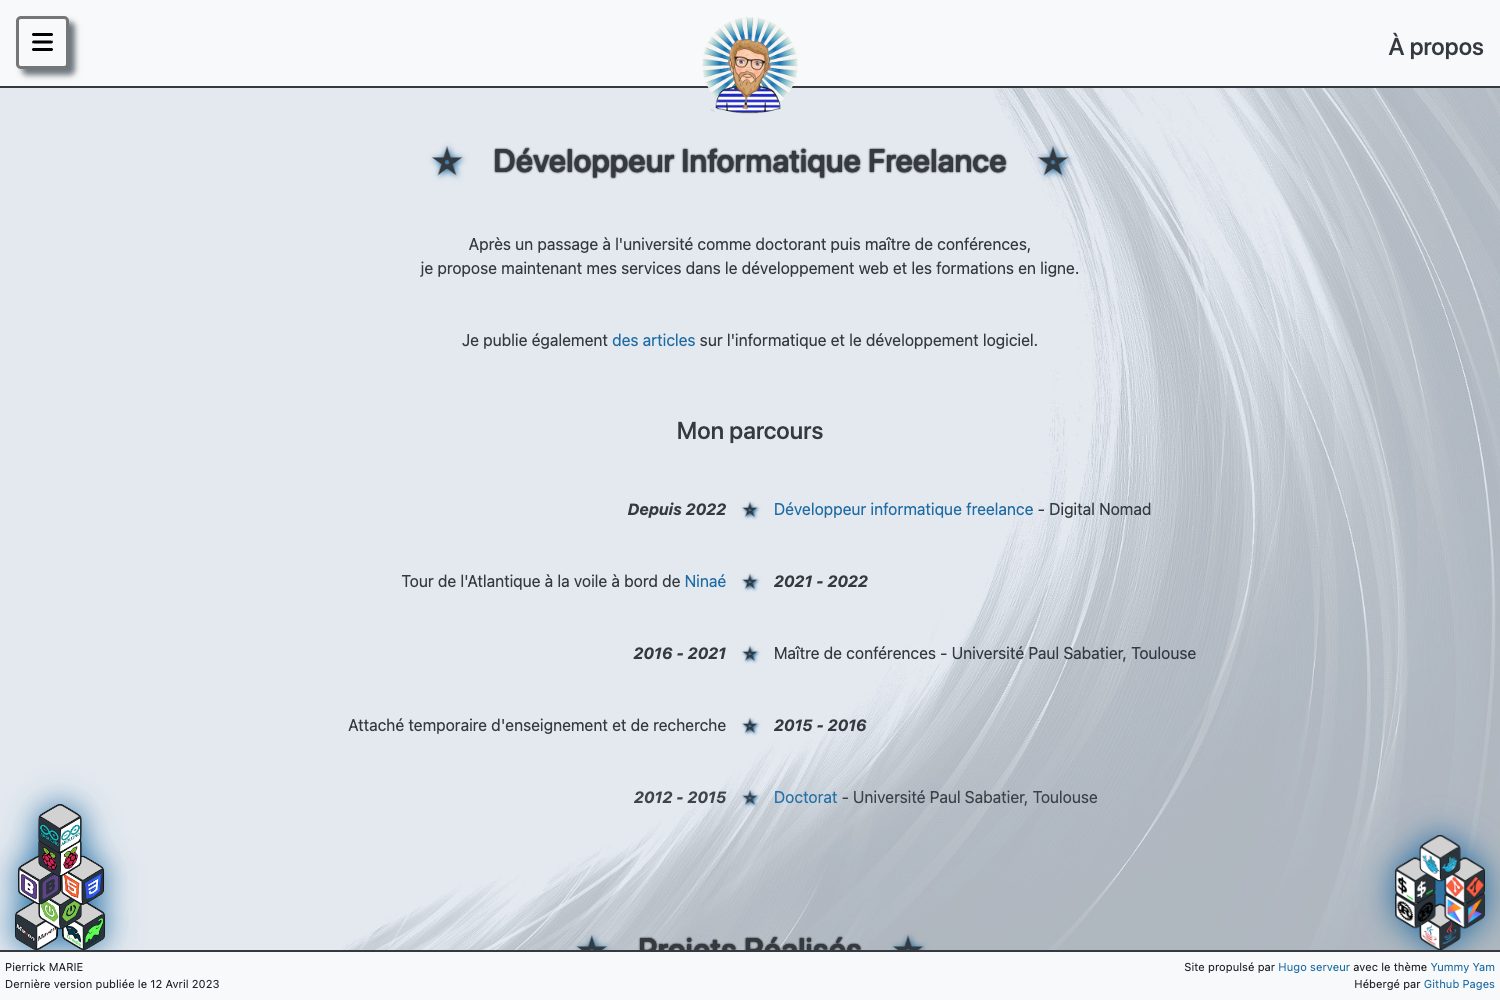 À propos
Développeur Informatique Freelance
Après un passage à l'université comme doctorant puis maître de conférences,
je propose maintenant mes services dans le développement web et les formations en ligne.
Je publie également des articles sur l'informatique et le développement logiciel.
Mon parcours
Depuis 2022 Développeur informatique freelance - Digital Nomad
Tour de l'Atlantique à la voile à bord de Ninaé 2021 - 2022
2016 - 2021 Maître de conférences - Université Paul Sabatier, Toulouse
Attaché temporaire d'enseignement et de recherche 2015 - 2016
2012 - 2015 Doctorat - Université Paul Sabatier, Toulouse
Projets Réalisés
Pierrick MARIE
Dernière version publiée le 12 Avril 2023
Site propulsé par Hugo serveur avec le thème Yummy Yam
Hébergé par Github Pages